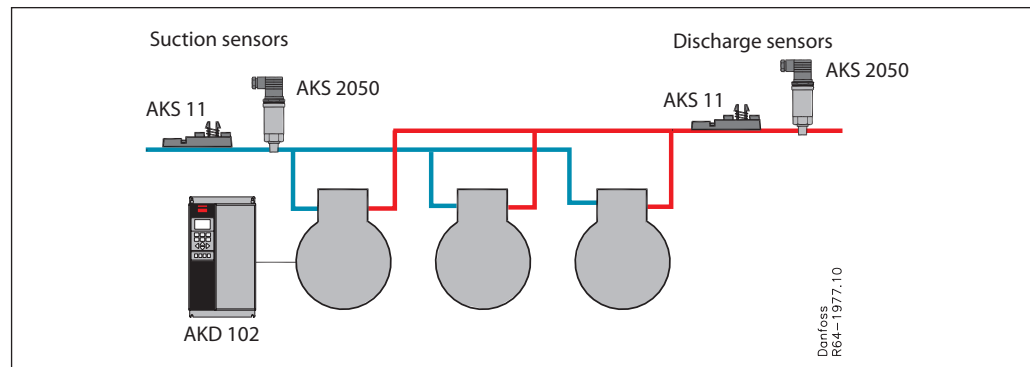 Suction sensors
Discharge sensors
AKS 2050
AKS 2050
AKS 11
AKS 11
AKD 102
Danfoss
R64-1977.10